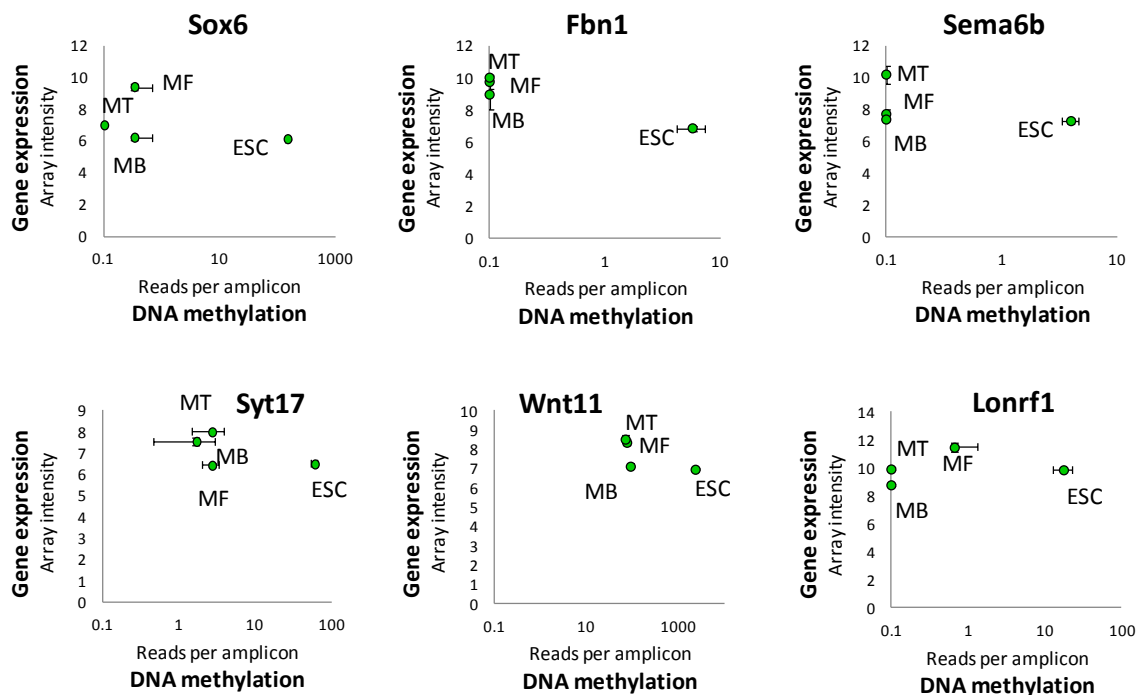 Sox6
Gene expression
Array intensity
12
10
8
6
4
2
0
MF
MT
MB
ESC
0.1
10
1000
Reads per amplicon
DNA methylation
Fbn1
Gene expression
Array intensity
12
10
8
6
4
2
0
MT
MF
MB
ESC
0.1
1
10
Reads per amplicon
DNA methylation
Sema6b
Gene expression
Array intensity
12
10
8
6
4
2
0
MT
MF
MB
ESC
0.1
1
10
Reads per amplicon
DNA methylation
Syt17
Gene expression
Array intensity
9
8
7
6
5
4
3
2
1
0
MT
MB
MF
ESC
0.1
1
10
100
Reads per amplicon
DNA methylation
Wnt11
Gene expression
Array intensity
10
9
8
7
6
5
4
3
2
1
0
MT
MF
MB
ESC
0.1
10
1000
Reads per amplicon
DNA methylation
Lonrf1
Gene expression
Array intensity
14
12
10
8
6
4
2
0
MT
MF
MB
ESC
0.1
1
10
100
Reads per amplicon
DNA methylation